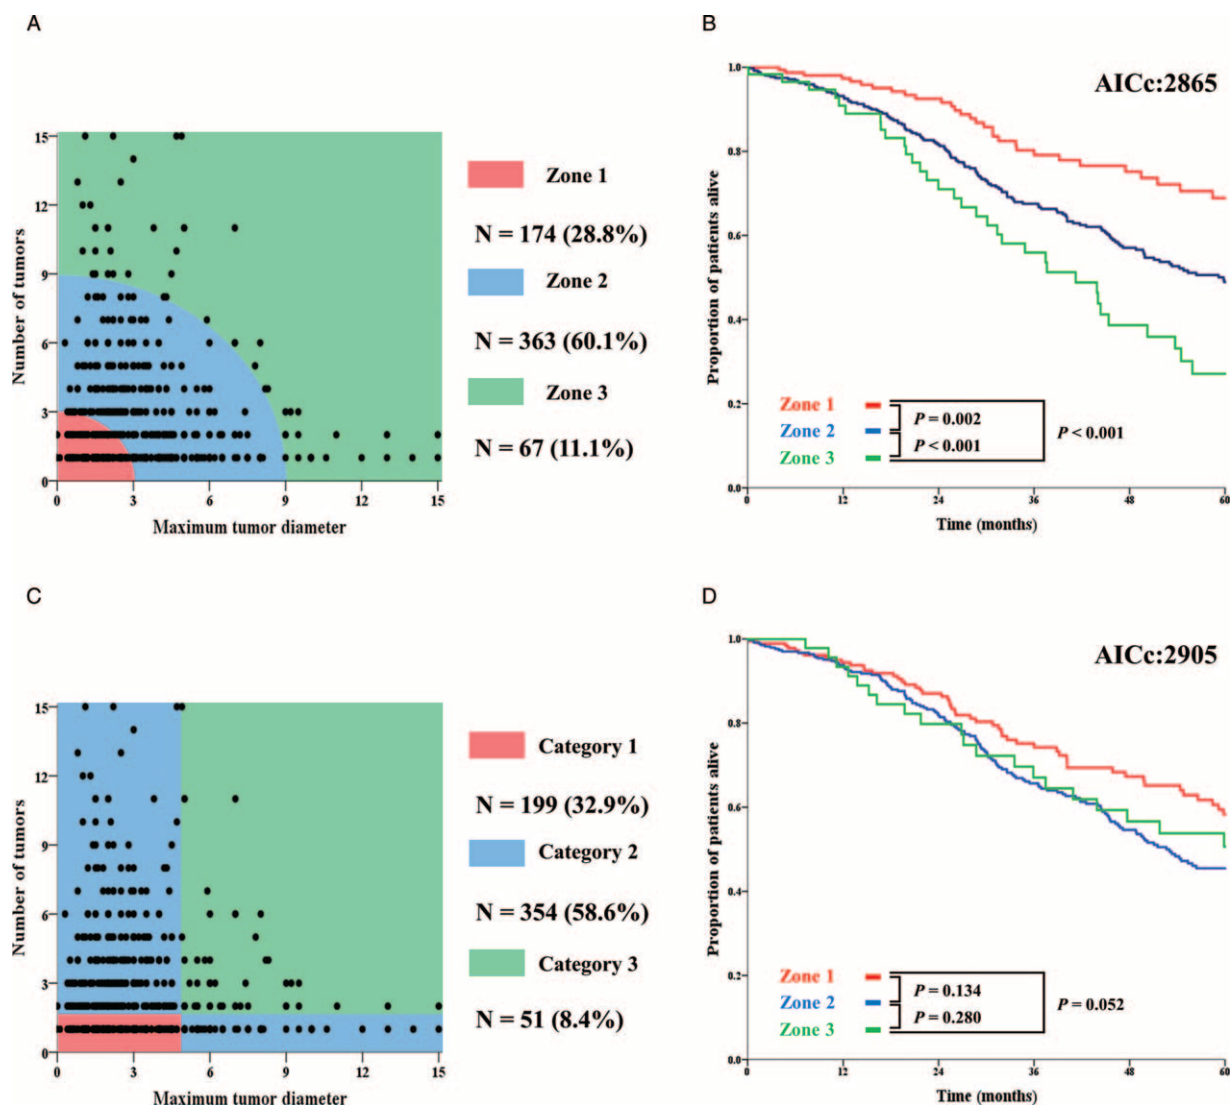 A
Number of tumors
15
12
9
6
3
0
0 3 6 9 12 15
Maximum tumor diameter
Zone 1
N = 174 (28.8%)
Zone 2
N = 363 (60.1%)
Zone 3
N = 67 (11.1%)
B
AICc:2865
Proportion of patients alive
1.0
0.8
0.6
0.4
0.2
0.0
Zone 1
Zone 2
Zone 3
P = 0.002
P < 0.001
P < 0.001
0 12 24 36 48 60
Time (months)
C
Number of tumors
15
12
9
6
3
0
0 3 6 9 12 15
Maximum tumor diameter
Category 1
N = 199 (32.9%)
Category 2
N = 354 (58.6%)
Category 3
N = 51 (8.4%)
D
AICc:2905
Proportion of patients alive
1.0
0.8
0.6
0.4
0.2
0.0
Zone 1
Zone 2
Zone 3
P = 0.134
P = 0.280
P = 0.052
0 12 24 36 48 60
Time (months)